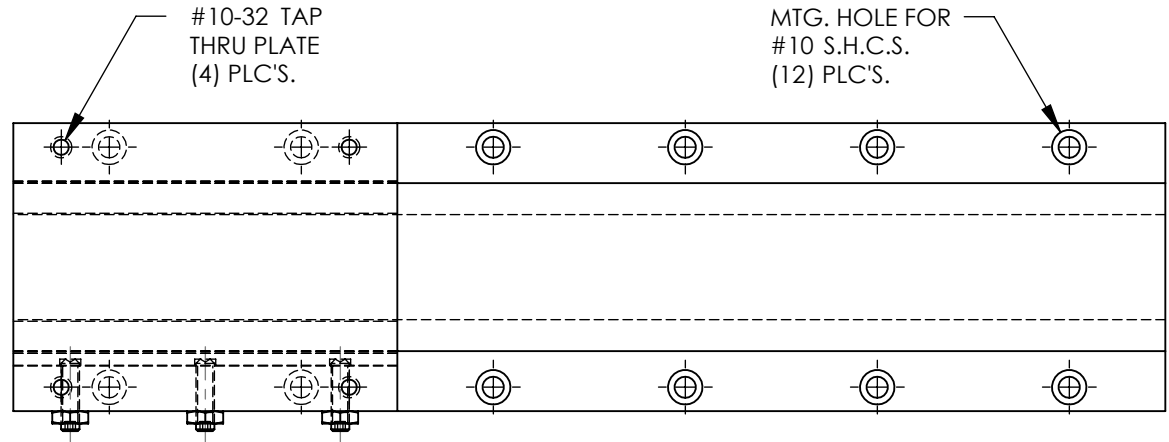 #10-32 TAP
THRU PLATE
(4) PLC'S.
MTG. HOLE FOR
#10 S.H.C.S.
(12) PLC'S.